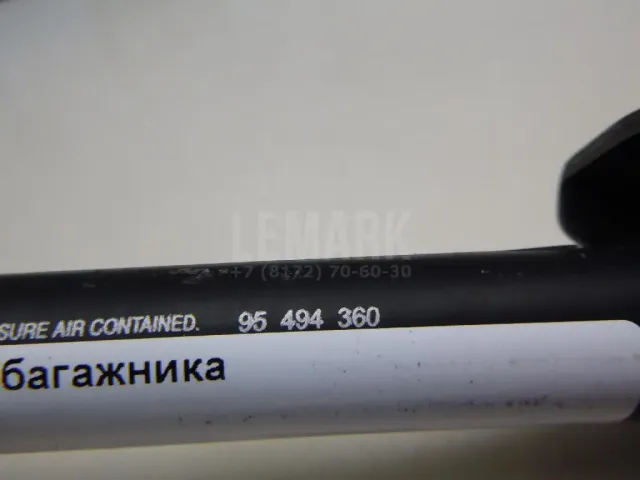 LEMARK
+7 (8172) 70-60-30
SURE AIR CONTAINED. 95 494 360
багажника